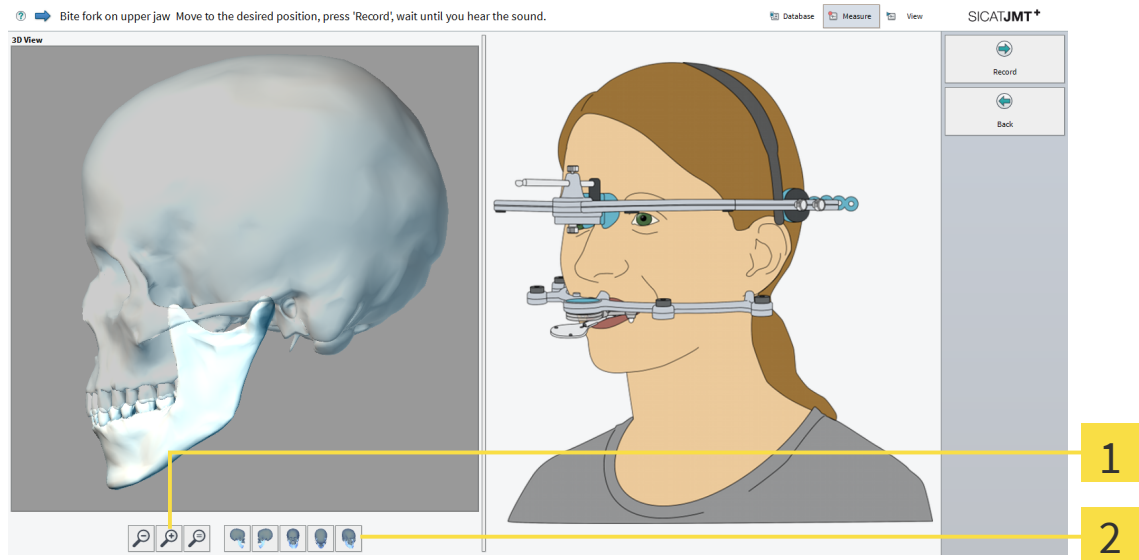 ? Bite fork on upper jaw Move to the desired position, press 'Record', wait until you hear the sound.
Database Measure View SICATJMT+
3D View
Record
Back
1
2